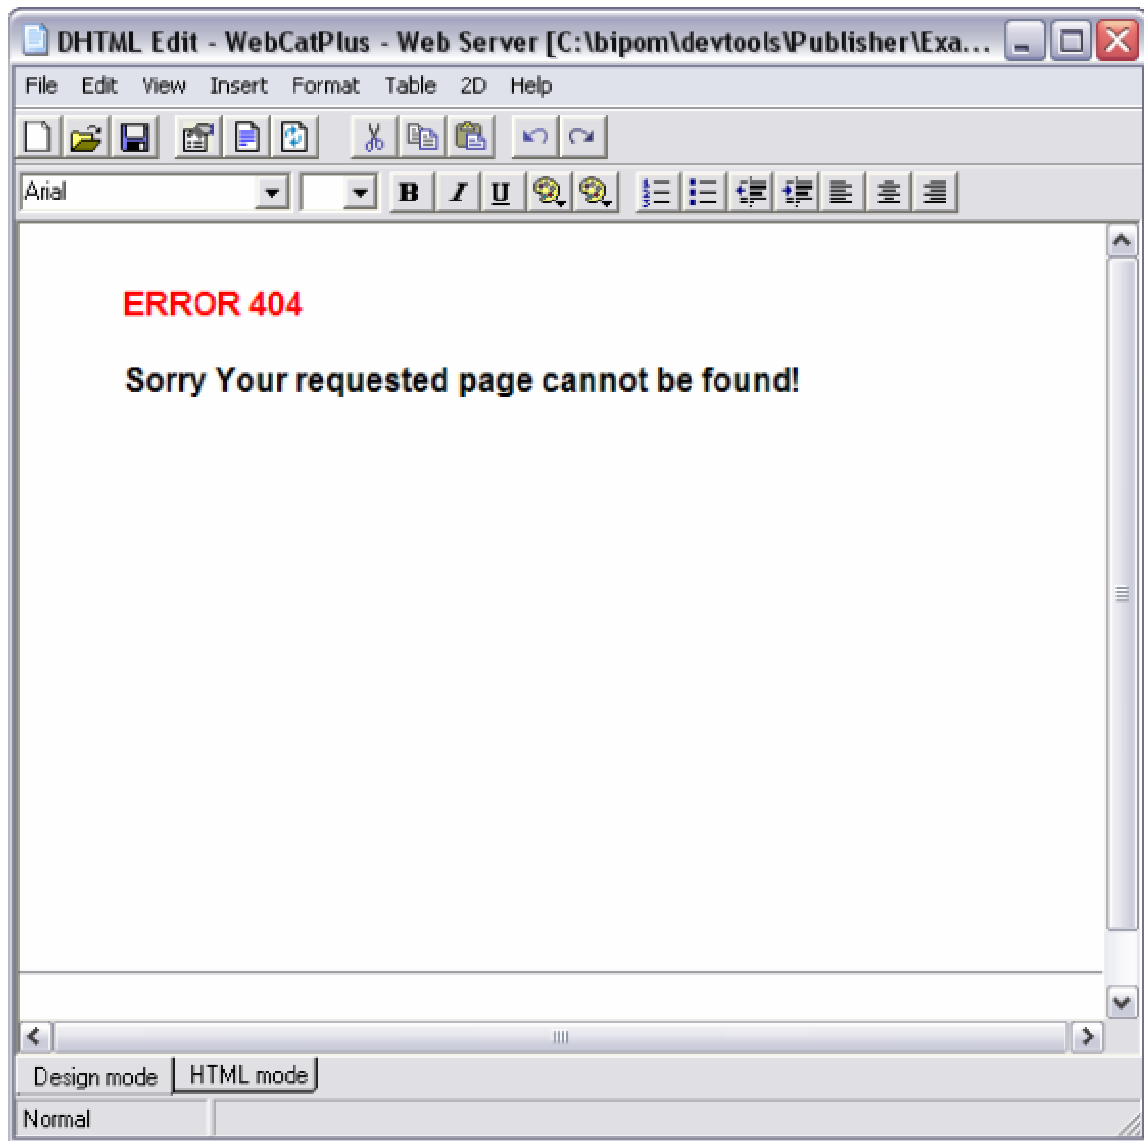 DHTML Edit - WebCatPlus - Web Server [C:\bipom\devtools\Publisher\Exa...
File Edit View Insert Format Table 2D Help
Arial B I U
ERROR 404
Sorry Your requested page cannot be found!
Design mode HTML mode
Normal